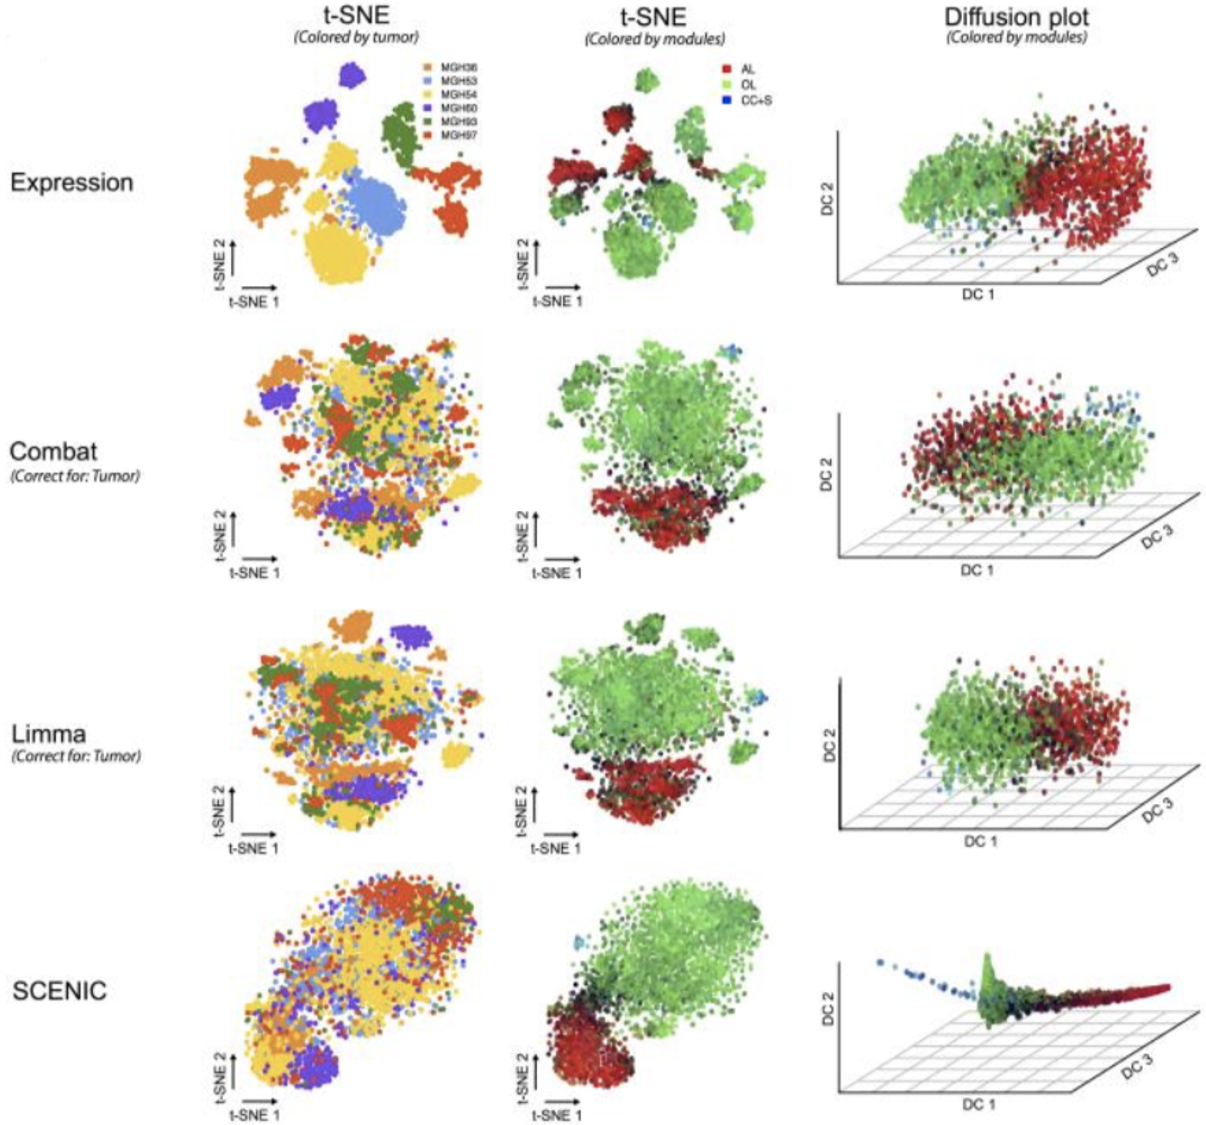 t-SNE
(Colored by tumor)
t-SNE
(Colored by modules)
Diffusion plot
(Colored by modules)
Expression
MGH36
MGH53
MGH54
MGH60
MGH93
MGH97
t-SNE 2
t-SNE 1
AL
OL
CC+S
t-SNE 2
t-SNE 1
DC 2
DC 1
DC 3
Combat
(Correct for: Tumor)
t-SNE 2
t-SNE 1
t-SNE 2
t-SNE 1
DC 2
DC 1
DC 3
Limma
(Correct for: Tumor)
t-SNE 2
t-SNE 1
t-SNE 2
t-SNE 1
DC 2
DC 1
DC 3
SCENIC
t-SNE 2
t-SNE 1
t-SNE 2
t-SNE 1
DC 2
DC 1
DC 3